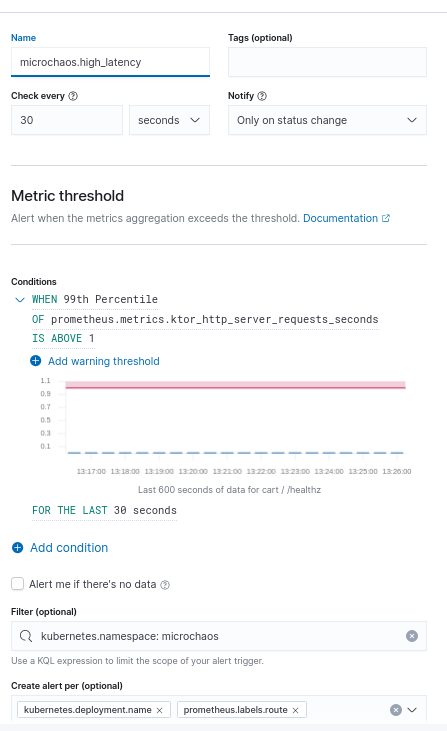 Name
Tags (optional)
microchaos.high_latency
Check every
Notify
30
seconds
Only on status change
Metric threshold
Alert when the metrics aggregation exceeds the threshold. Documentation
Conditions
WHEN 99th Percentile
OF prometheus.metrics.ktor_http_server_requests_seconds
IS ABOVE 1
Add warning threshold
1.1
0.9
0.7
0.5
0.3
0.1
13:17:00 13:18:00 13:19:00 13:20:00 13:21:00 13:22:00 13:23:00 13:24:00 13:25:00 13:26:00
Last 600 seconds of data for cart / /healthz
FOR THE LAST 30 seconds
Add condition
Alert me if there's no data
Filter (optional)
kubernetes.namespace: microchaos
Use a KQL expression to limit the scope of your alert trigger.
Create alert per (optional)
kubernetes.deployment.name
prometheus.labels.route